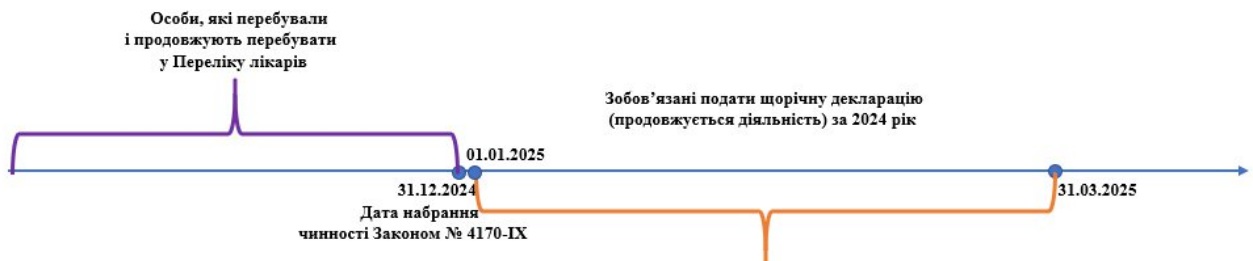 Особи, які перебували
і продовжують перебувати
у Переліку лікарів
Зобов’язані подати щорічну декларацію
(продовжується діяльність) за 2024 рік
01.01.2025
31.12.2024
31.03.2025
Дата набрання
чинності Законом № 4170-IX